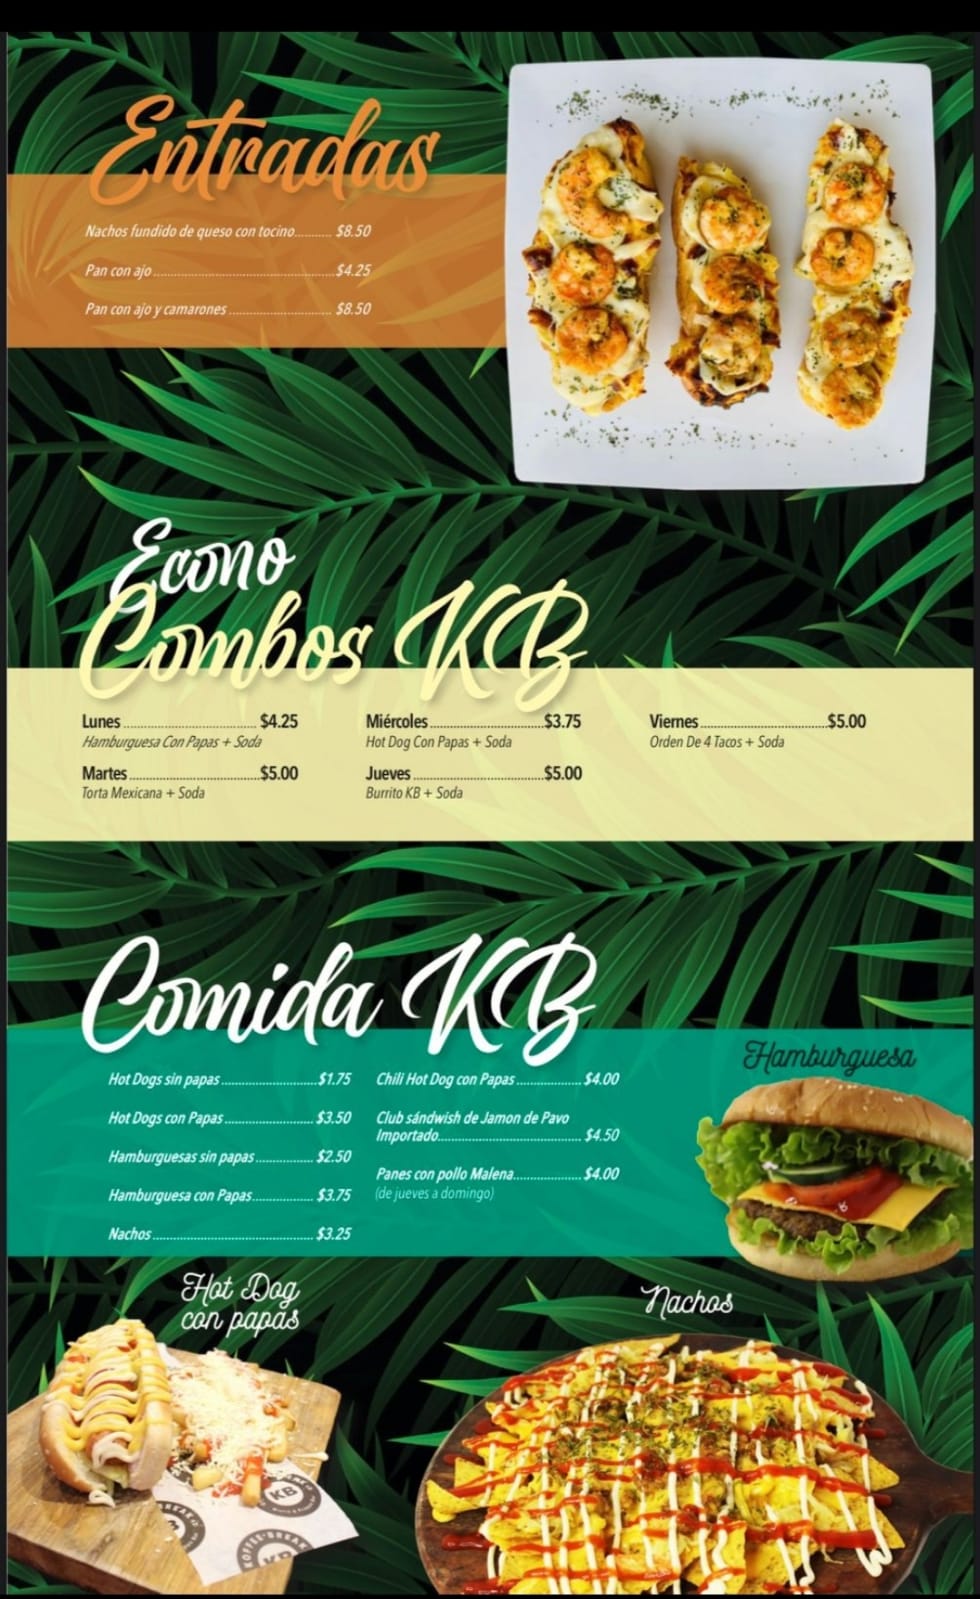 Entradas
Nachos fundido de queso con tocino.......... $8.50
Pan con ajo.......... $4.25
Pan con ajo y camarones.......... $8.50
Econo
Combos KB
Lunes.......... $4.25
Hamburguesa Con Papas + Soda
Martes.......... $5.00
Torta Mexicana + Soda
Miércoles.......... $3.75
Hot Dog Con Papas + Soda
Jueves.......... $5.00
Burrito KB + Soda
Viernes.......... $5.00
Orden De 4 Tacos + Soda
Comida KB
Hot Dogs sin papas.......... $1.75
Hot Dogs con Papas.......... $3.50
Hamburguesas sin papas.......... $2.50
Hamburguesa con Papas.......... $3.75
Nachos.......... $3.25
Chili Hot Dog con Papas.......... $4.00
Club sándwish de Jamon de Pavo
Importado.......... $4.50
Panes con pollo Malena.......... $4.00
(de jueves a domingo)
Hamburguesa
Hot Dog
con papas
Nachos
KB
KOFFEE BREAK
KB